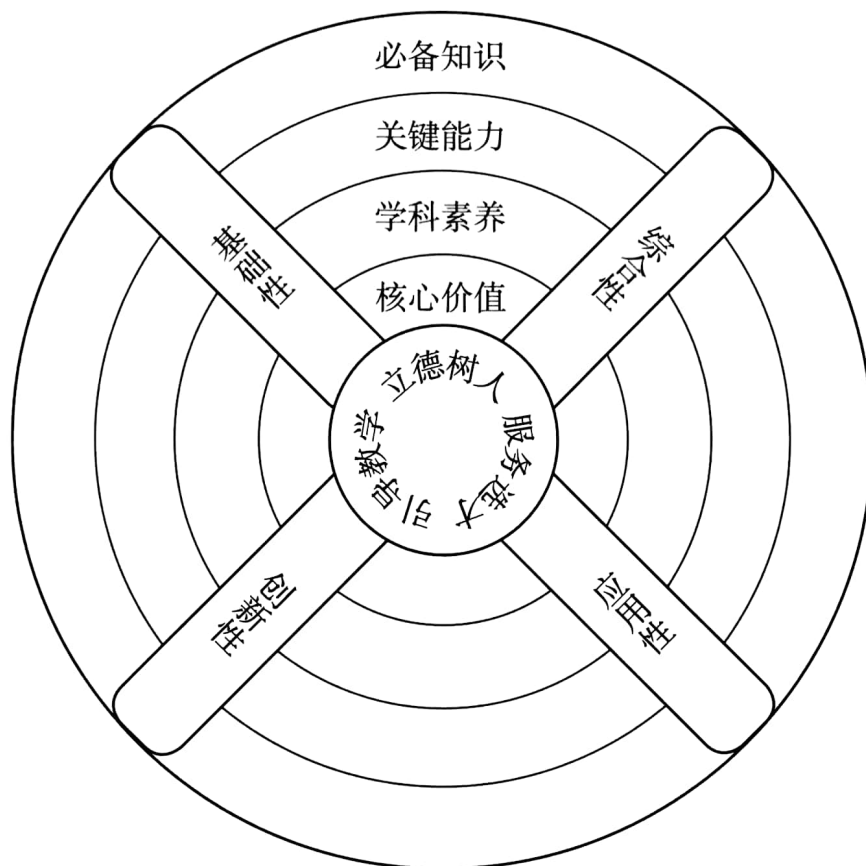 必备知识
关键能力
学科素养
核心价值
基础性
综合性
立德树人
服务选才
引导教学
创新性
应用性